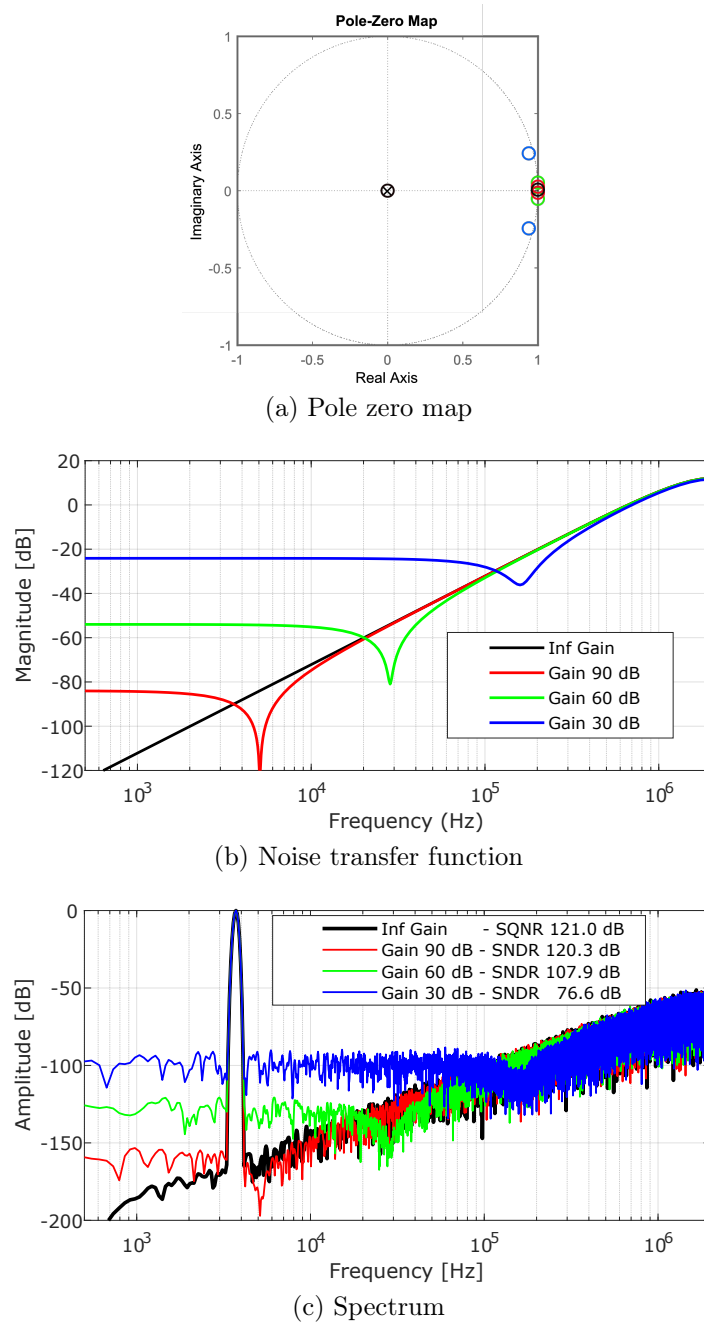 Pole-Zero Map
Imaginary Axis
1
0.5
0
-0.5
-1
-1 -0.5 0 0.5 1
Real Axis
(a) Pole zero map
Magnitude [dB]
20
0
-20
-40
-60
-80
-100
-120
Inf Gain
Gain 90 dB
Gain 60 dB
Gain 30 dB
10³ 10⁴ 10⁵ 10⁶
Frequency (Hz)
(b) Noise transfer function
Amplitude [dB]
0
-50
-100
-150
-200
Inf Gain - SQNR 121.0 dB
Gain 90 dB - SNDR 120.3 dB
Gain 60 dB - SNDR 107.9 dB
Gain 30 dB - SNDR 76.6 dB
10³ 10⁴ 10⁵ 10⁶
Frequency [Hz]
(c) Spectrum